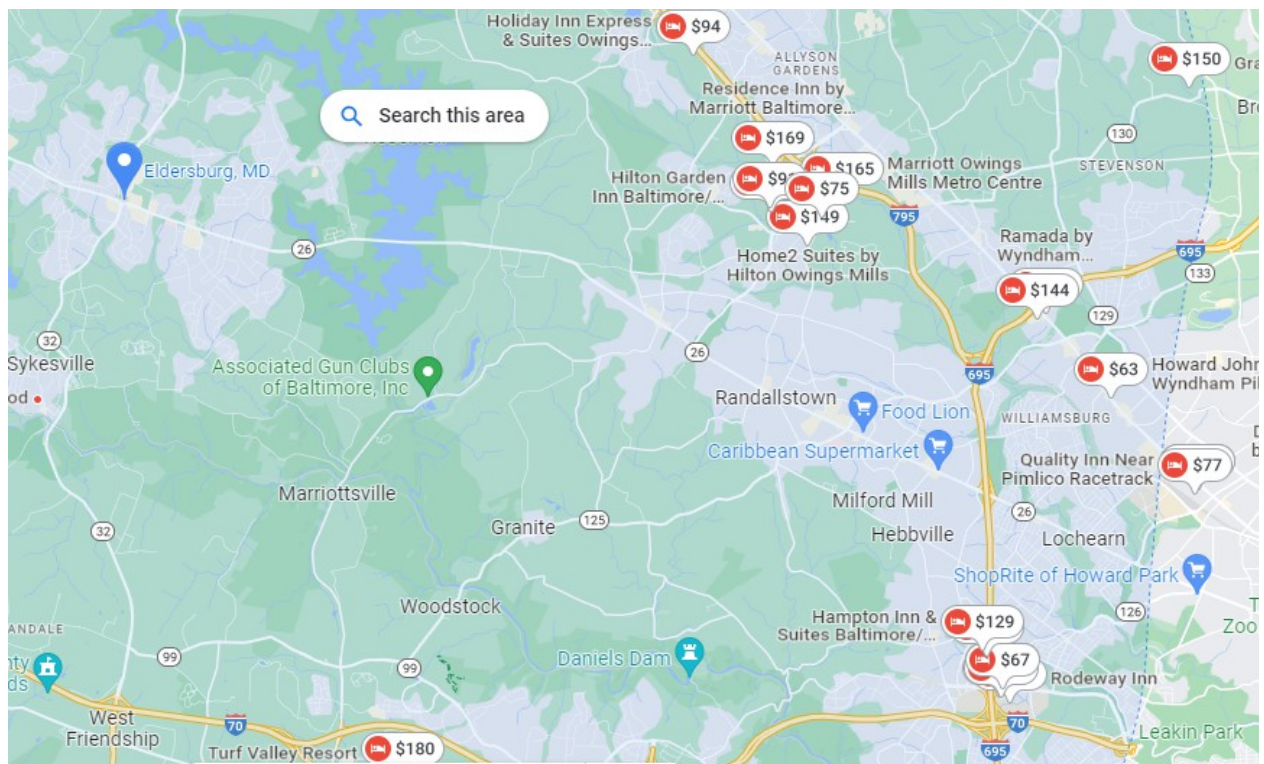 Holiday Inn Express
& Suites Owings...
$94
ALLYSON
GARDENS
$150
Gra
Residence Inn by
Marriott Baltimore...
Search this area
130
$169
STEVENSON
Eldersburg, MD
Hilton Garden
Inn Baltimore/...
$165
Marriott Owings
Mills Metro Centre
$75
$149
795
26
Home2 Suites by
Hilton Owings Mills
Ramada by
Wyndham...
695
133
$144
129
32
Sykesville
26
Associated Gun Clubs
of Baltimore, Inc
695
$63
Howard John
Wyndham Pi
od
Randallstown
Food Lion
WILLIAMSBURG
Caribbean Supermarket
Quality Inn Near
Pimlico Racetrack
$77
Marriottsville
Milford Mill
32
Granite
125
26
Hebbville
Lochearn
ShopRite of Howard Park
Woodstock
Hampton Inn &
Suites Baltimore/...
$129
126
Zoo
ANDALE
99
99
Daniels Dam
$67
Rodeway Inn
nty
ds
West
Friendship
70
70
Leakin Park
Turf Valley Resort
$180
695